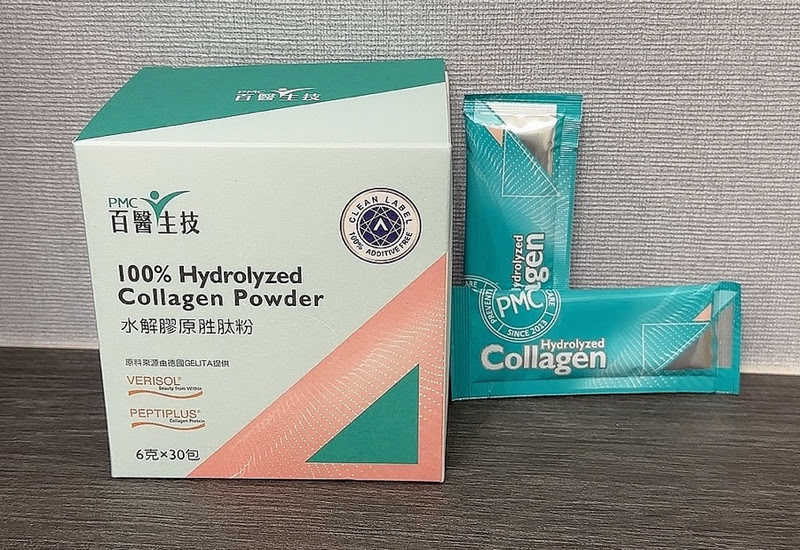 百醫生技
PMC
百醫生技
CLEAN LABEL
100% ADDITIVE FREE
100% Hydrolyzed
Collagen Powder
水解膠原胜肽粉
原料來源由德國GELITA提供
VERISOL®
Beauty from Within
PEPTIPLUS®
Collagen Protein
6克×30包
PMC
SINCE 2015
Hydrolyzed
Collagen